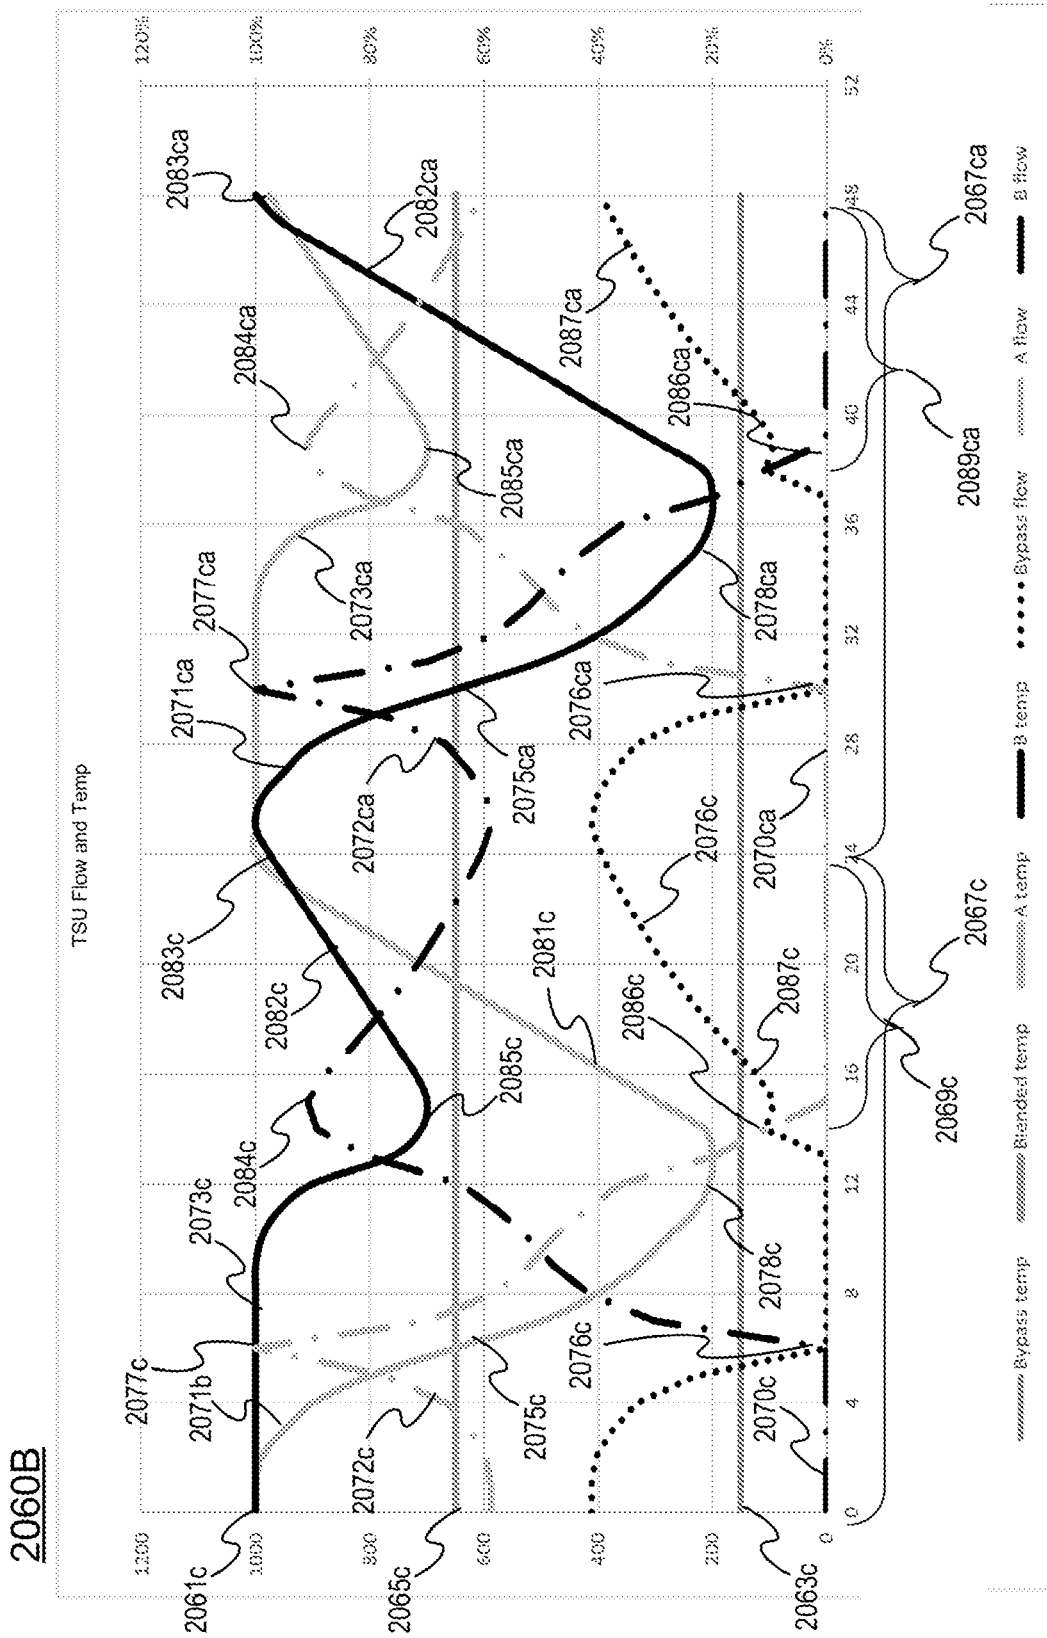 2060B
TSU Flow and Temp
120%
100%
80%
60%
40%
20%
0%
1200
1000
800
600
400
200
0
0
4
8
12
16
20
24
28
32
36
40
44
48
52
2083ca
2082ca
2084ca
2087ca
2086ca
2085ca
2073ca
2077ca
2078ca
2071ca
2076ca
2075ca
2072ca
2076c
2070ca
2083c
2081c
2082c
2086c
2087c
2085c
2084c
2073c
2078c
2077c
2076c
2071b
2075c
2070c
2072c
2061c
2065c
2063c
2067ca
2089ca
2067c
2069c
Bypass temp
Blended temp
A temp
B temp
Bypass flow
A flow
B flow